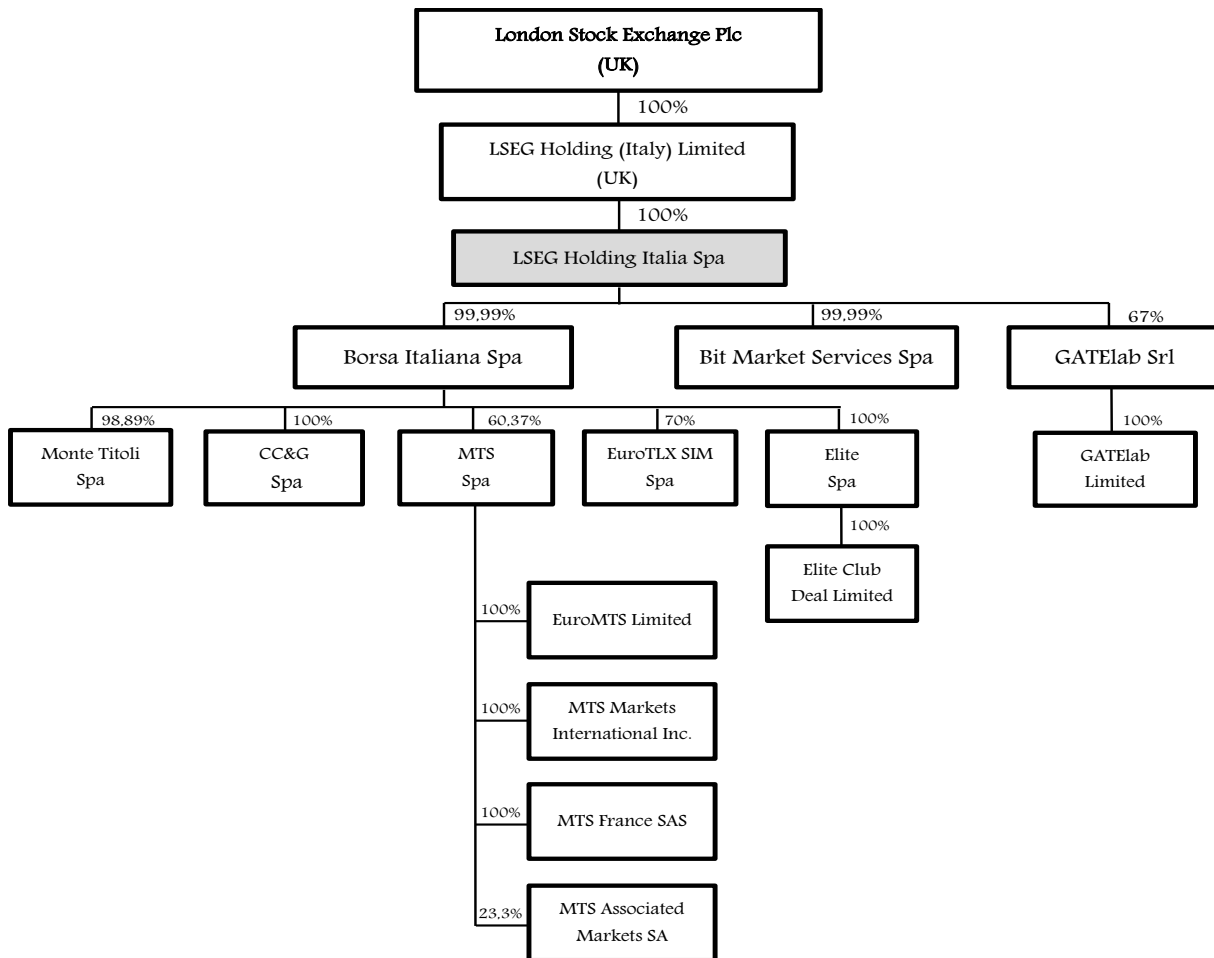 London Stock Exchange Plc
(UK)
100%
LSEG Holding (Italy) Limited
(UK)
100%
LSEG Holding Italia Spa
99,99%
99,99%
67%
Borsa Italiana Spa
Bit Market Services Spa
GATElab Srl
98,89%
100%
60,37%
70%
100%
100%
Monte Titoli
Spa
CC&G
Spa
MTS
Spa
EuroTLX SIM
Spa
Elite
Spa
GATElab
Limited
100%
Elite Club
Deal Limited
100%
EuroMTS Limited
100%
MTS Markets
International Inc.
100%
MTS France SAS
23,3%
MTS Associated
Markets SA